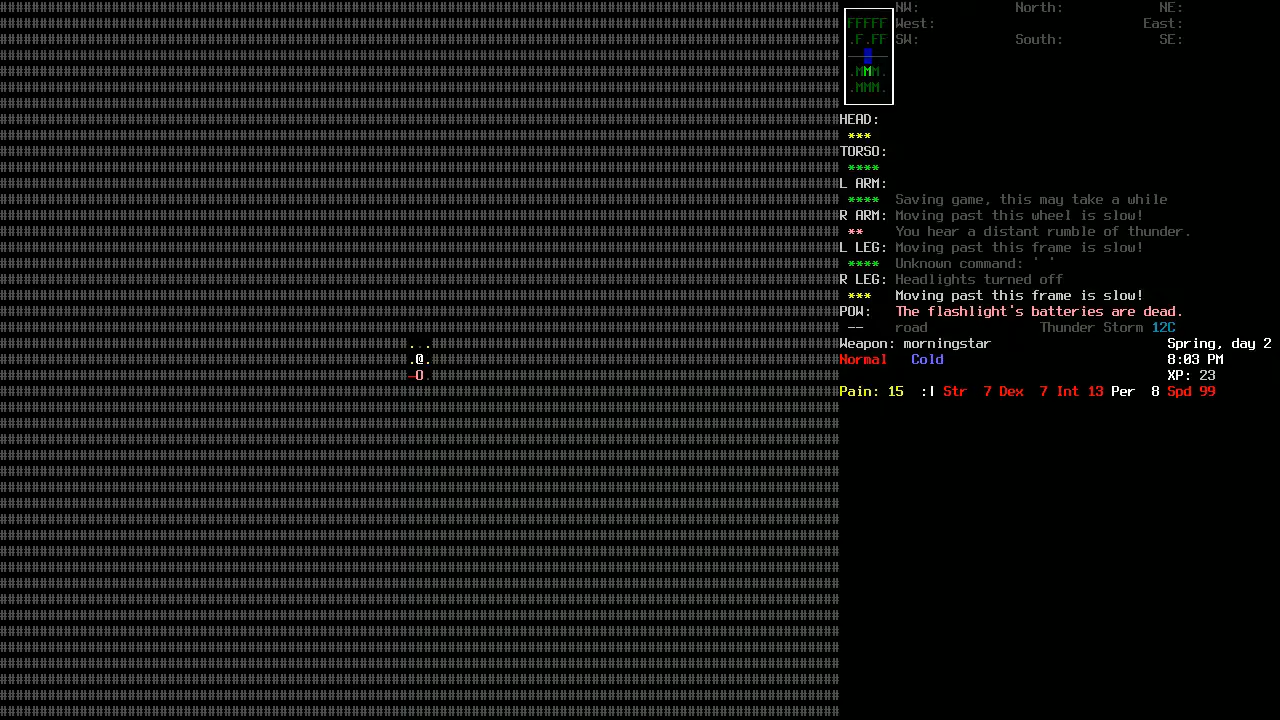 NW: North: NE:
FFFFF West: East:
.F.FF SW: South: SE:
.MMM.
.MMM.
HEAD:
***
TORSO:
****
L ARM:
**** Saving game, this may take a while
R ARM: Moving past this wheel is slow!
** You hear a distant rumble of thunder.
L LEG: Moving past this frame is slow!
**** Unknown command: ' '
R LEG: Headlights turned off
*** Moving past this frame is slow!
POW: The flashlight's batteries are dead.
-- road Thunder Storm 12C
Weapon: morningstar Spring, day 2
Normal Cold 8:03 PM
XP: 23
Pain: 15 :| Str 7 Dex 7 Int 13 Per 8 Spd 99
...
.@.
—O.